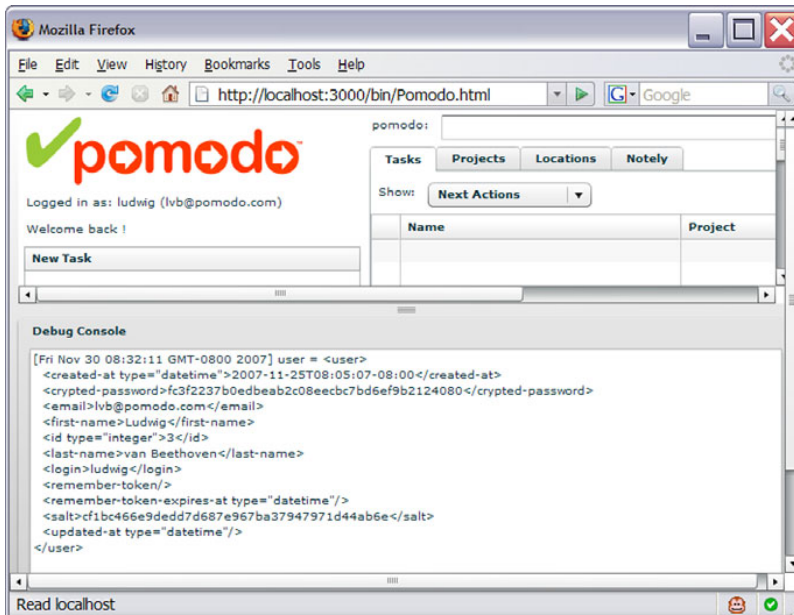 Mozilla Firefox
File Edit View History Bookmarks Tools Help
http://localhost:3000/bin/Pomodo.html
G Google
pomodo
Logged in as: ludwig (lvb@pomodo.com)
Welcome back !
New Task
pomodo:
Tasks Projects Locations Notely
Show: Next Actions
Name Project
Debug Console
[Fri Nov 30 08:32:11 GMT-0800 2007] user = <user>
<created-at type="datetime">2007-11-25T08:05:07-08:00</created-at>
<crypted-password>fc3f2237b0edbeab2c08eecbc7bd6ef9b2124080</crypted-password>
<email>lvb@pomodo.com</email>
<first-name>Ludwig</first-name>
<id type="integer">3</id>
<last-name>van Beethoven</last-name>
<login>ludwig</login>
<remember-token/>
<remember-token-expires-at type="datetime"/>
<salt>cf1bc466e9dedd7d687e967ba37947971d44ab6e</salt>
<updated-at type="datetime"/>
</user>
Read localhost